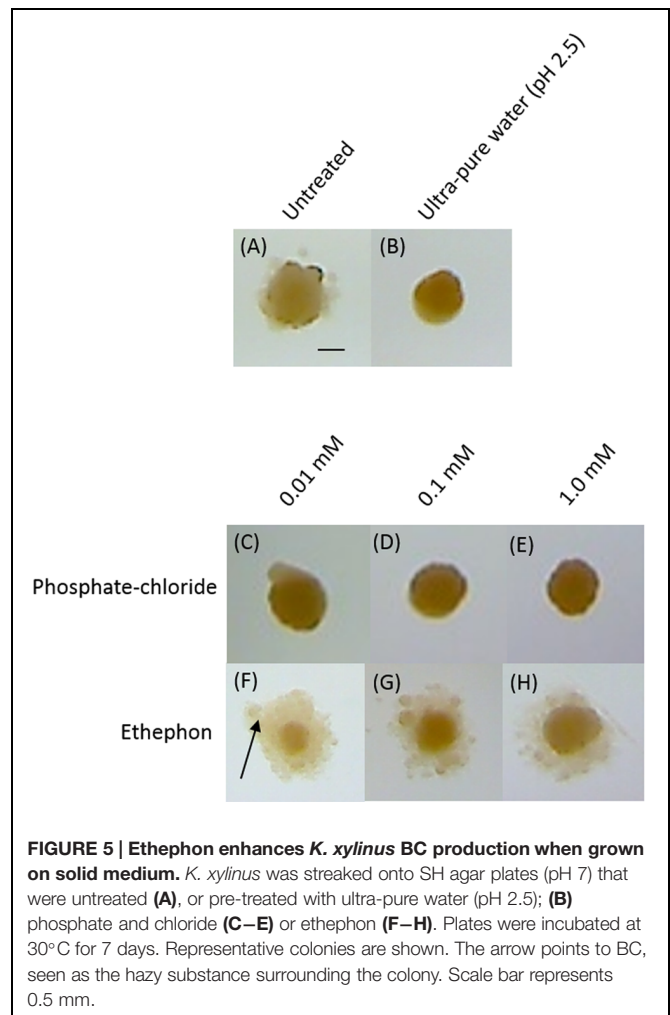 Untreated
Ultra-pure water (pH 2.5)
(A)
(B)
0.01 mM
0.1 mM
1.0 mM
Phosphate-chloride
(C)
(D)
(E)
Ethephon
(F)
(G)
(H)
FIGURE 5 | Ethephon enhances K. xylinus BC production when grown
on solid medium. K. xylinus was streaked onto SH agar plates (pH 7) that
were untreated (A), or pre-treated with ultra-pure water (pH 2.5); (B)
phosphate and chloride (C–E) or ethephon (F–H). Plates were incubated at
30°C for 7 days. Representative colonies are shown. The arrow points to BC,
seen as the hazy substance surrounding the colony. Scale bar represents
0.5 mm.